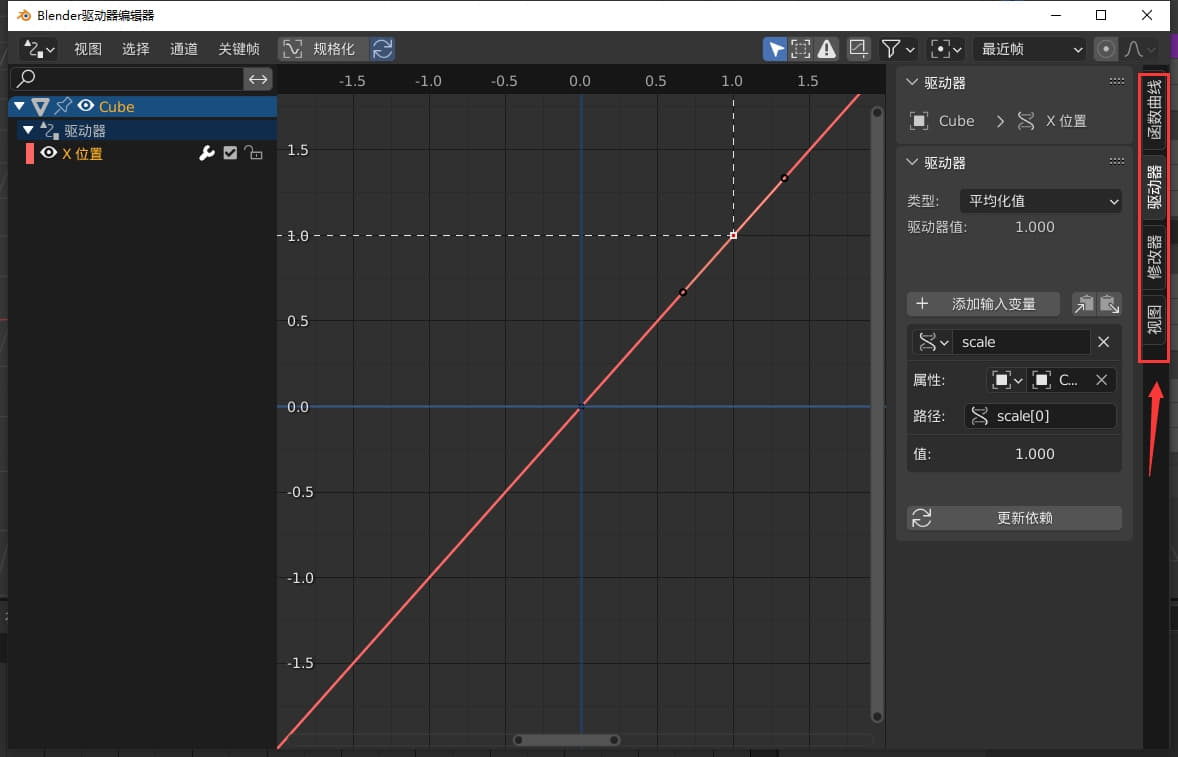 Blender驱动器编辑器
视图 选择 通道 关键帧 规格化 最近帧
-1.5 -1.0 -0.5 0.0 0.5 1.0 1.5
Cube
驱动器
X 位置
1.5
1.0
0.5
0.0
-0.5
-1.0
-1.5
驱动器
Cube X 位置
驱动器
类型: 平均化值
驱动器值: 1.000
添加输入变量
scale
属性: C...
路径: scale[0]
值: 1.000
更新依赖
函数曲线
驱动器
修改器
视图